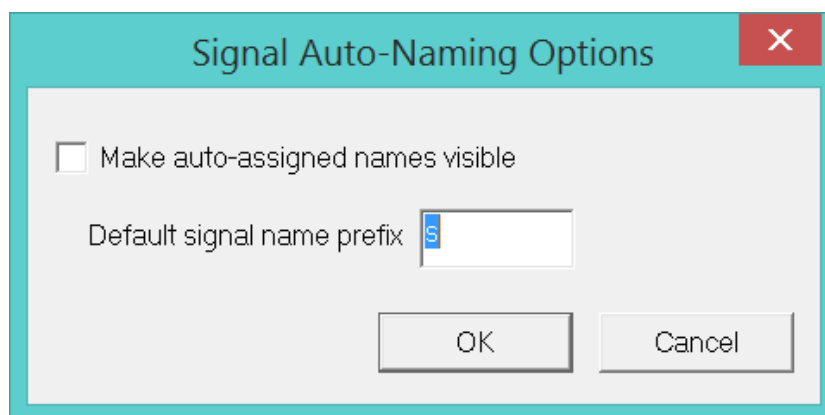 Signal Auto-Naming Options
Make auto-assigned names visible
Default signal name prefix s
OK Cancel